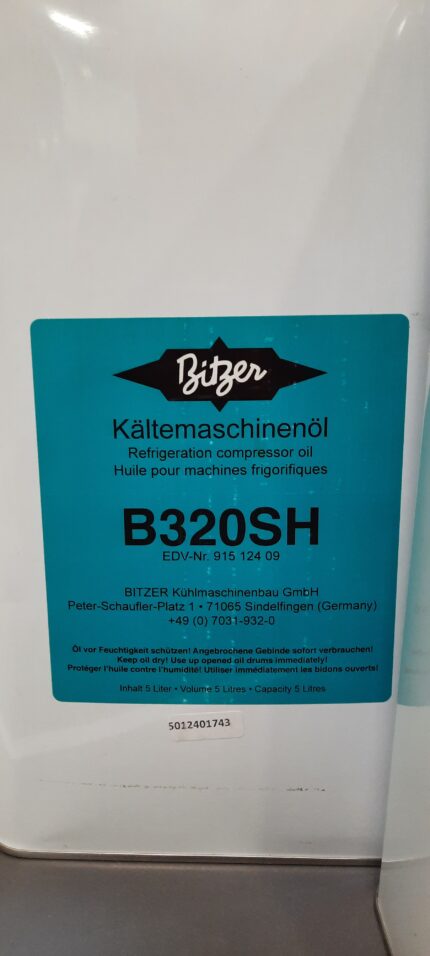 Bitzer
Kältemaschinenöl
Refrigeration compressor oil
Huile pour machines frigorifiques
B320SH
EDV-Nr. 915 124 09
BITZER Kühlmaschinenbau GmbH
Peter-Schaufler-Platz 1 • 71065 Sindelfingen (Germany)
+49 (0) 7031-932-0
Öl vor Feuchtigkeit schützen! Angebrochene Gebinde sofort verbrauchen!
Keep oil dry! Use up opened oil drums immediately!
Protéger l'huile contre l'humidité! Utiliser immédiatement les bidons ouverts!
Inhalt 5 Liter • Volume 5 Litres • Capacity 5 Litres
5012401743